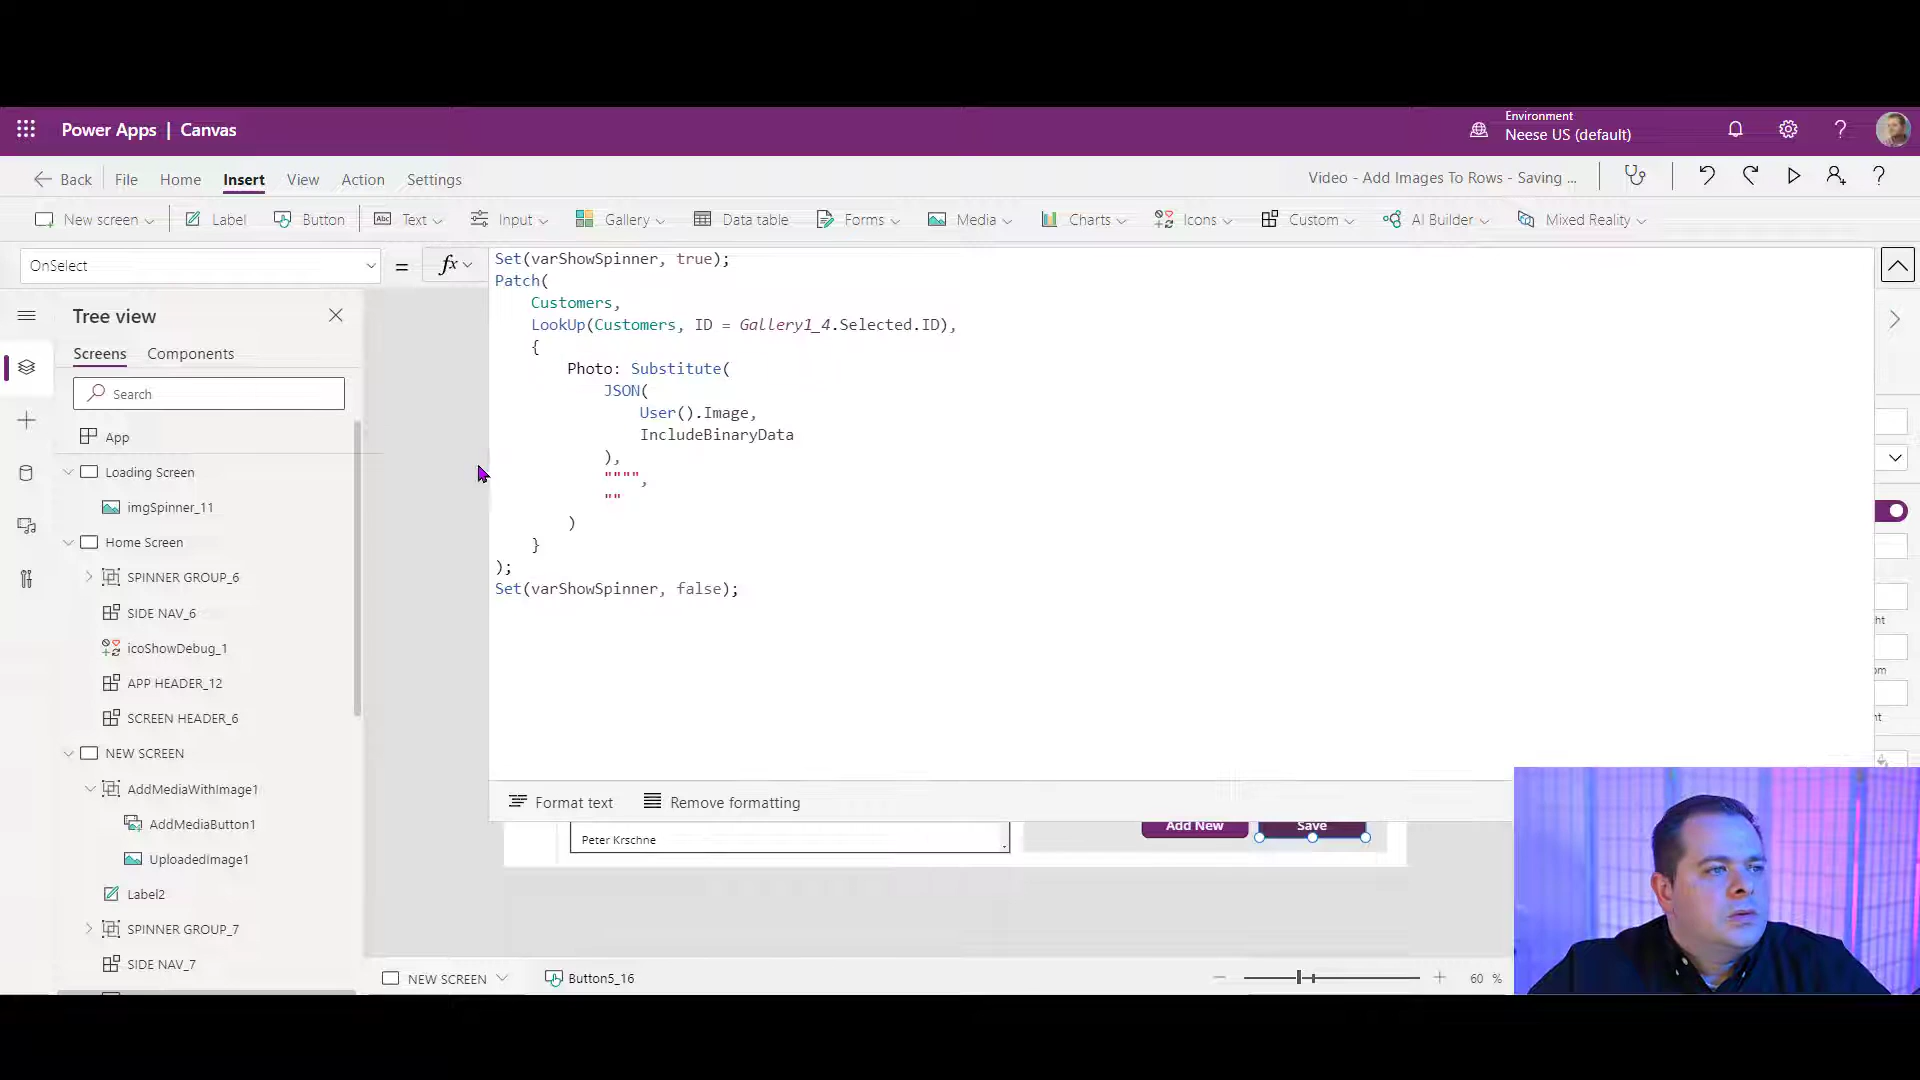 Power Apps | Canvas
Environment
Neese US (default)
Back
File
Home
Insert
View
Action
Settings
Video - Add Images To Rows - Saving ...
New screen
Label
Button
Text
Input
Gallery
Data table
Forms
Media
Charts
Icons
Custom
AI Builder
Mixed Reality
OnSelect
=
fx
Set(varShowSpinner, true);
Patch(
Customers,
LookUp(Customers, ID = Gallery1_4.Selected.ID),
{
Photo: Substitute(
JSON(
User().Image,
IncludeBinaryData
),
"""",
""
)
}
);
Set(varShowSpinner, false);
Format text
Remove formatting
Tree view
Screens
Components
Search
App
Loading Screen
imgSpinner_11
Home Screen
SPINNER GROUP_6
SIDE NAV_6
icoShowDebug_1
APP HEADER_12
SCREEN HEADER_6
NEW SCREEN
AddMediaWithImage1
AddMediaButton1
UploadedImage1
Label2
SPINNER GROUP_7
SIDE NAV_7
Peter Krschne
Add New
Save
NEW SCREEN
Button5_16
60 %